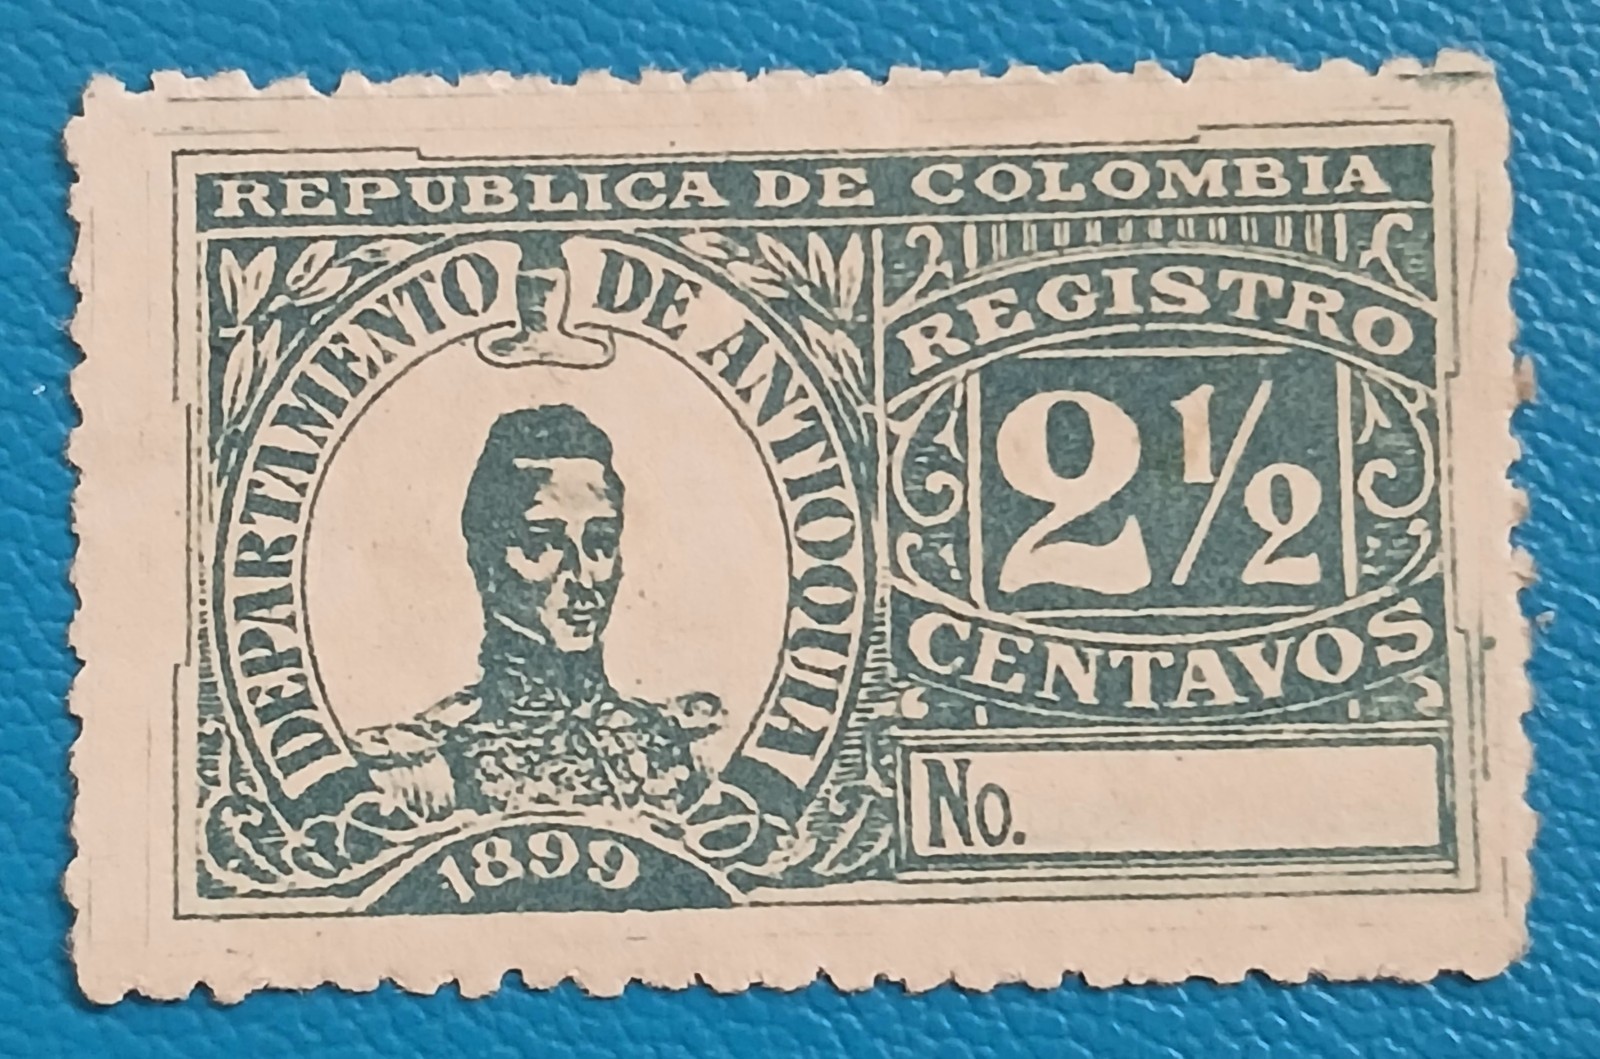 REPUBLICA DE COLOMBIA
DEPARTAMENTO DE ANTIOQUIA
1899
REGISTRO
2 1/2
CENTAVOS
No.